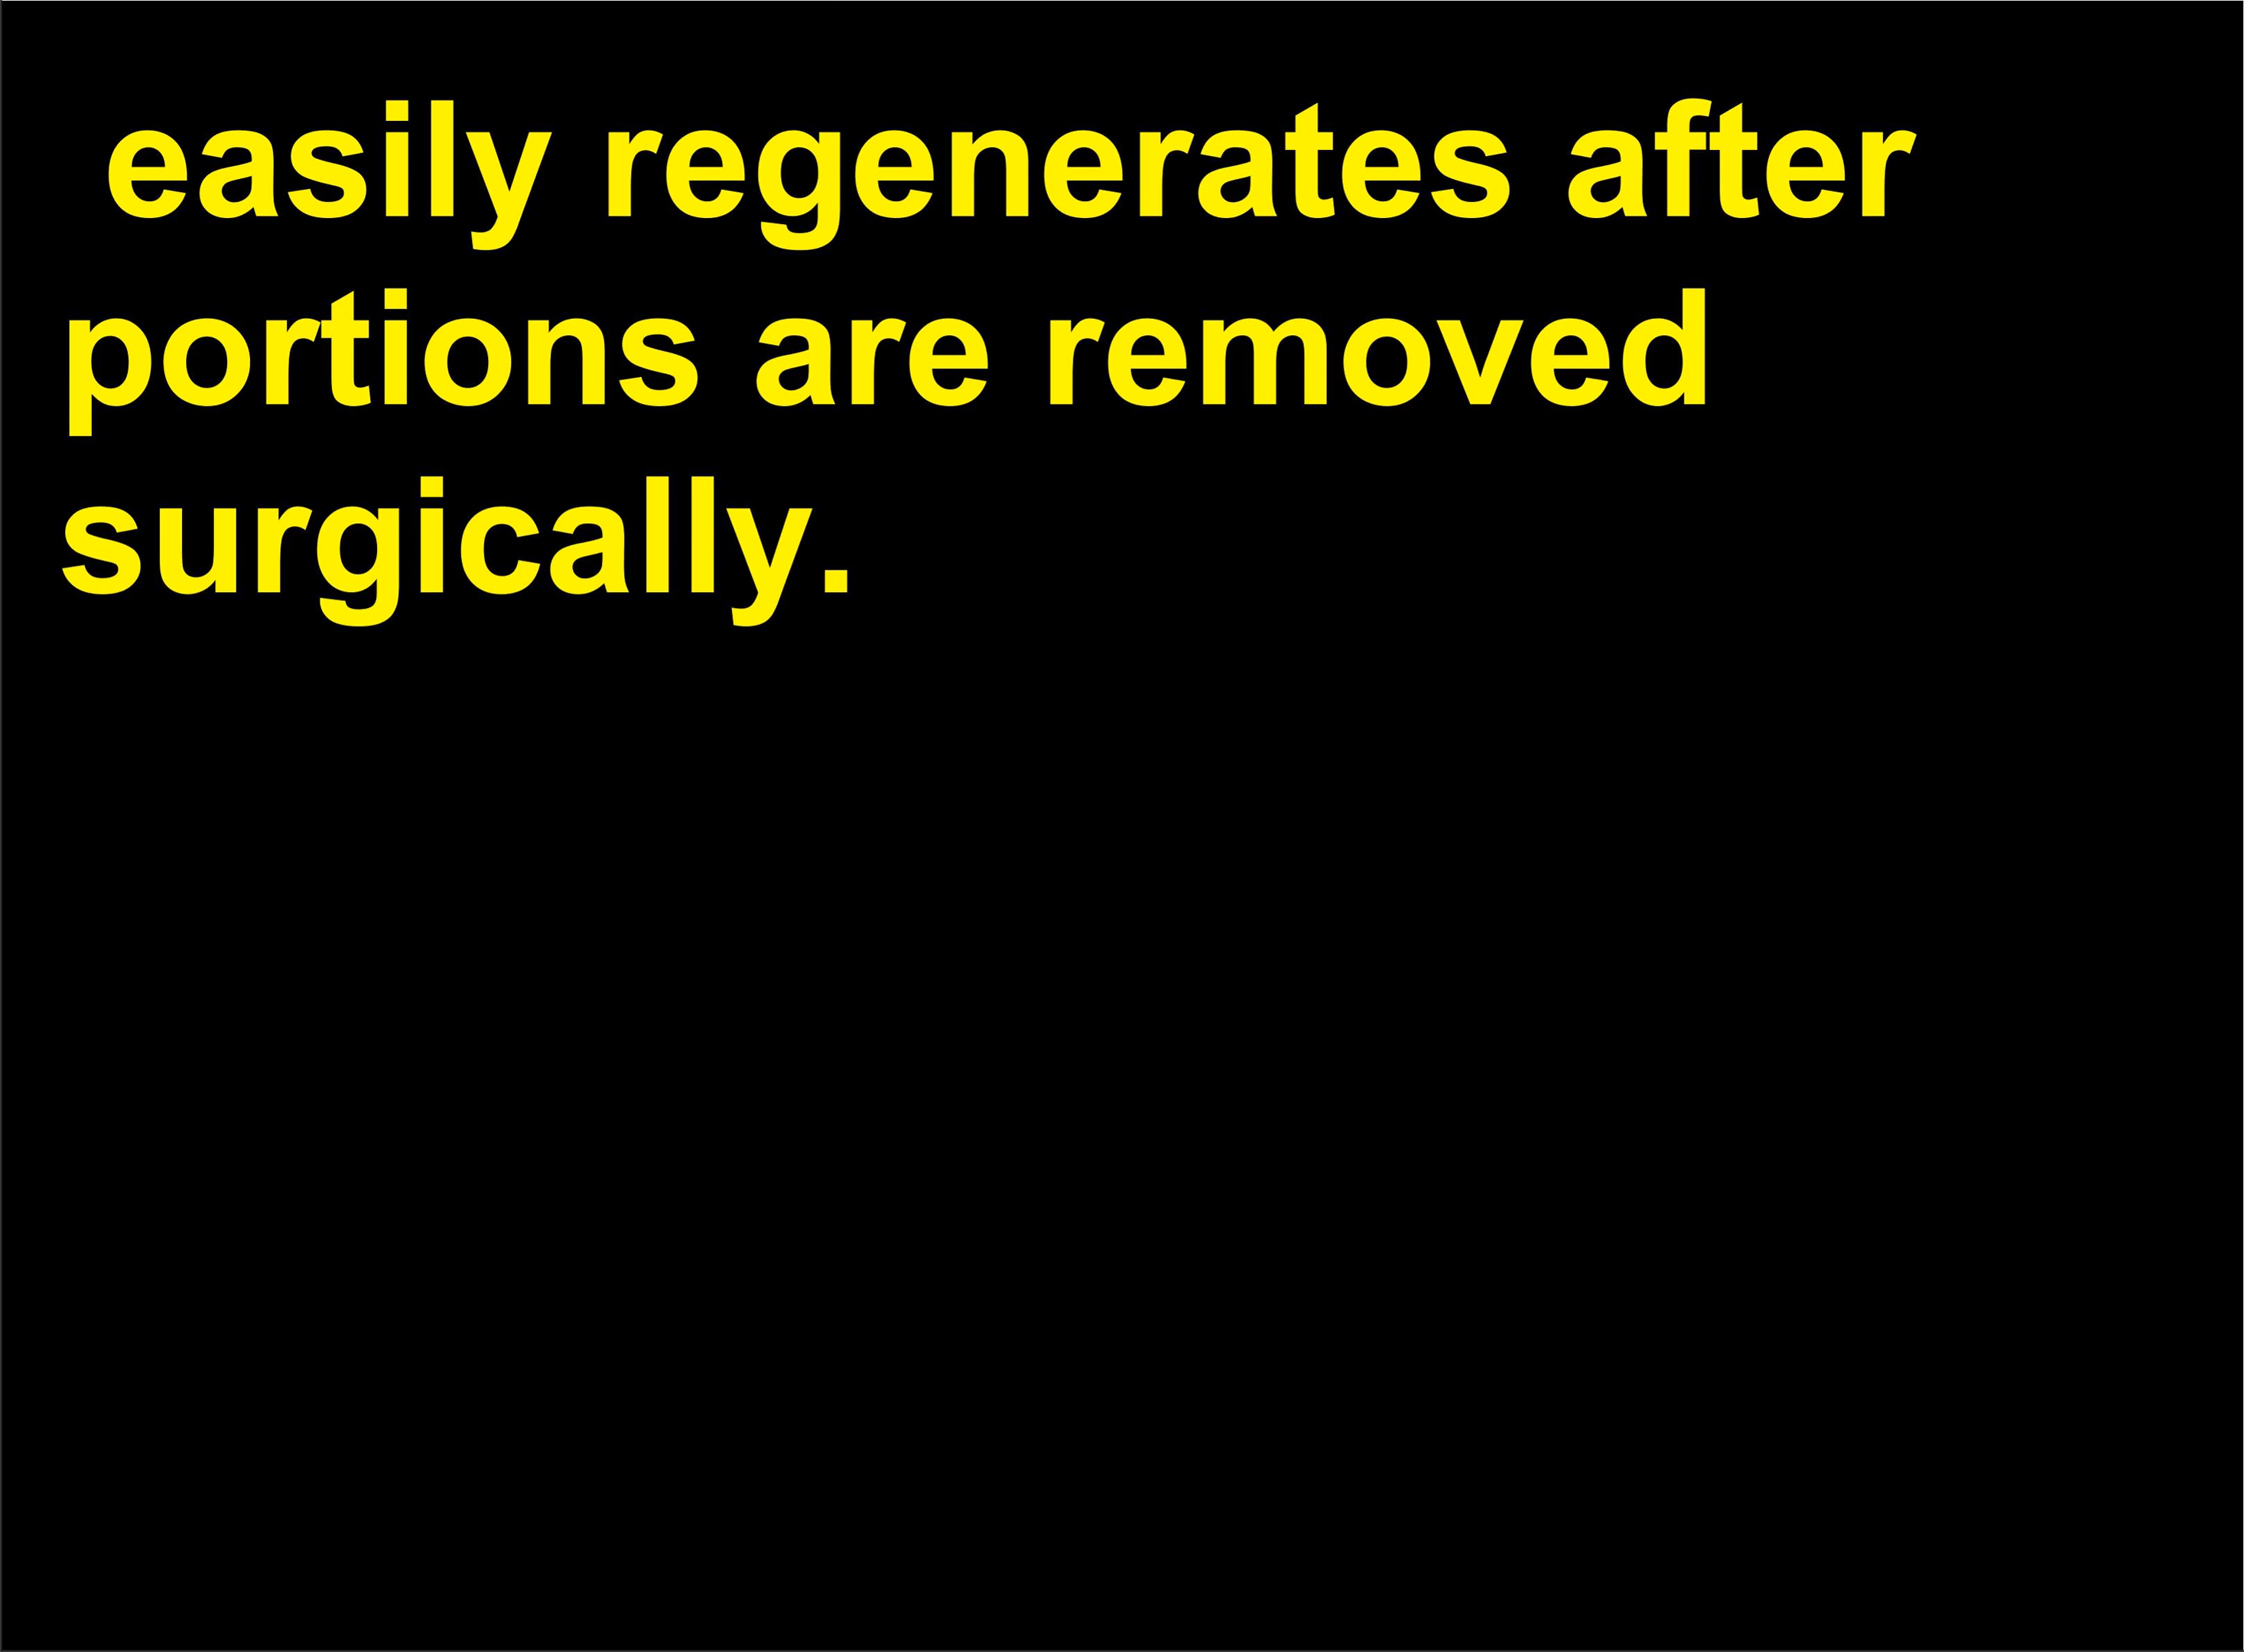 easily regenerates after
portions are removed
surgically.